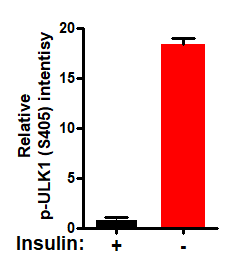 Relative
p-ULK1 (S405) intentisy
20
15
10
5
0
Insulin: + -